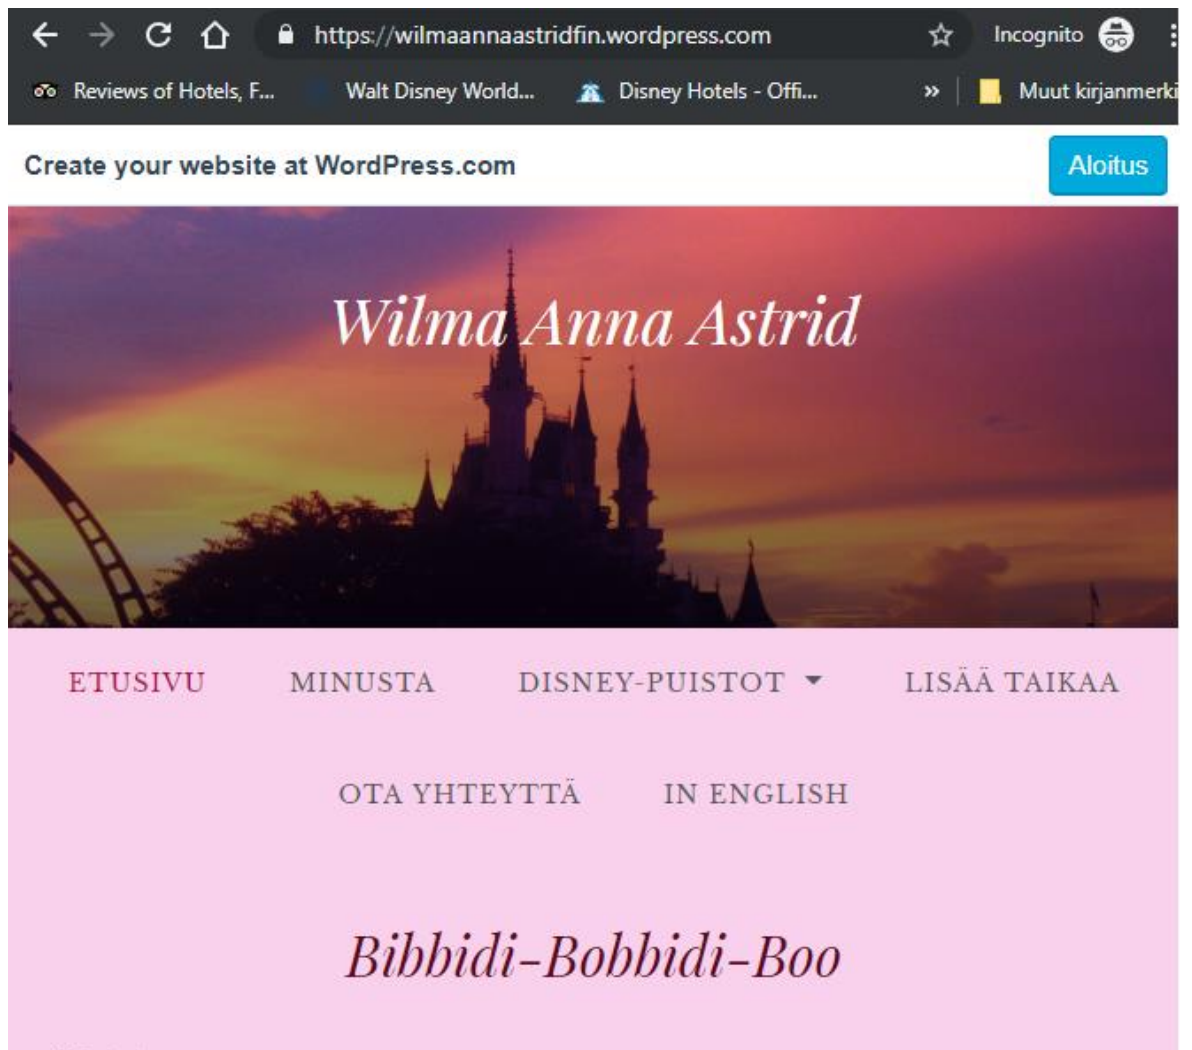 https://wilmaannaastridfin.wordpress.com Incognito
Reviews of Hotels, F... Walt Disney World... Disney Hotels - Offi... » Muut kirjanmerki
Create your website at WordPress.com Aloitus
Wilma Anna Astrid
ETUSIVU MINUSTA DISNEY-PUISTOT LISÄÄ TAIKAA
OTA YHTEYTTÄ IN ENGLISH
Bibbidi-Bobbidi-Boo